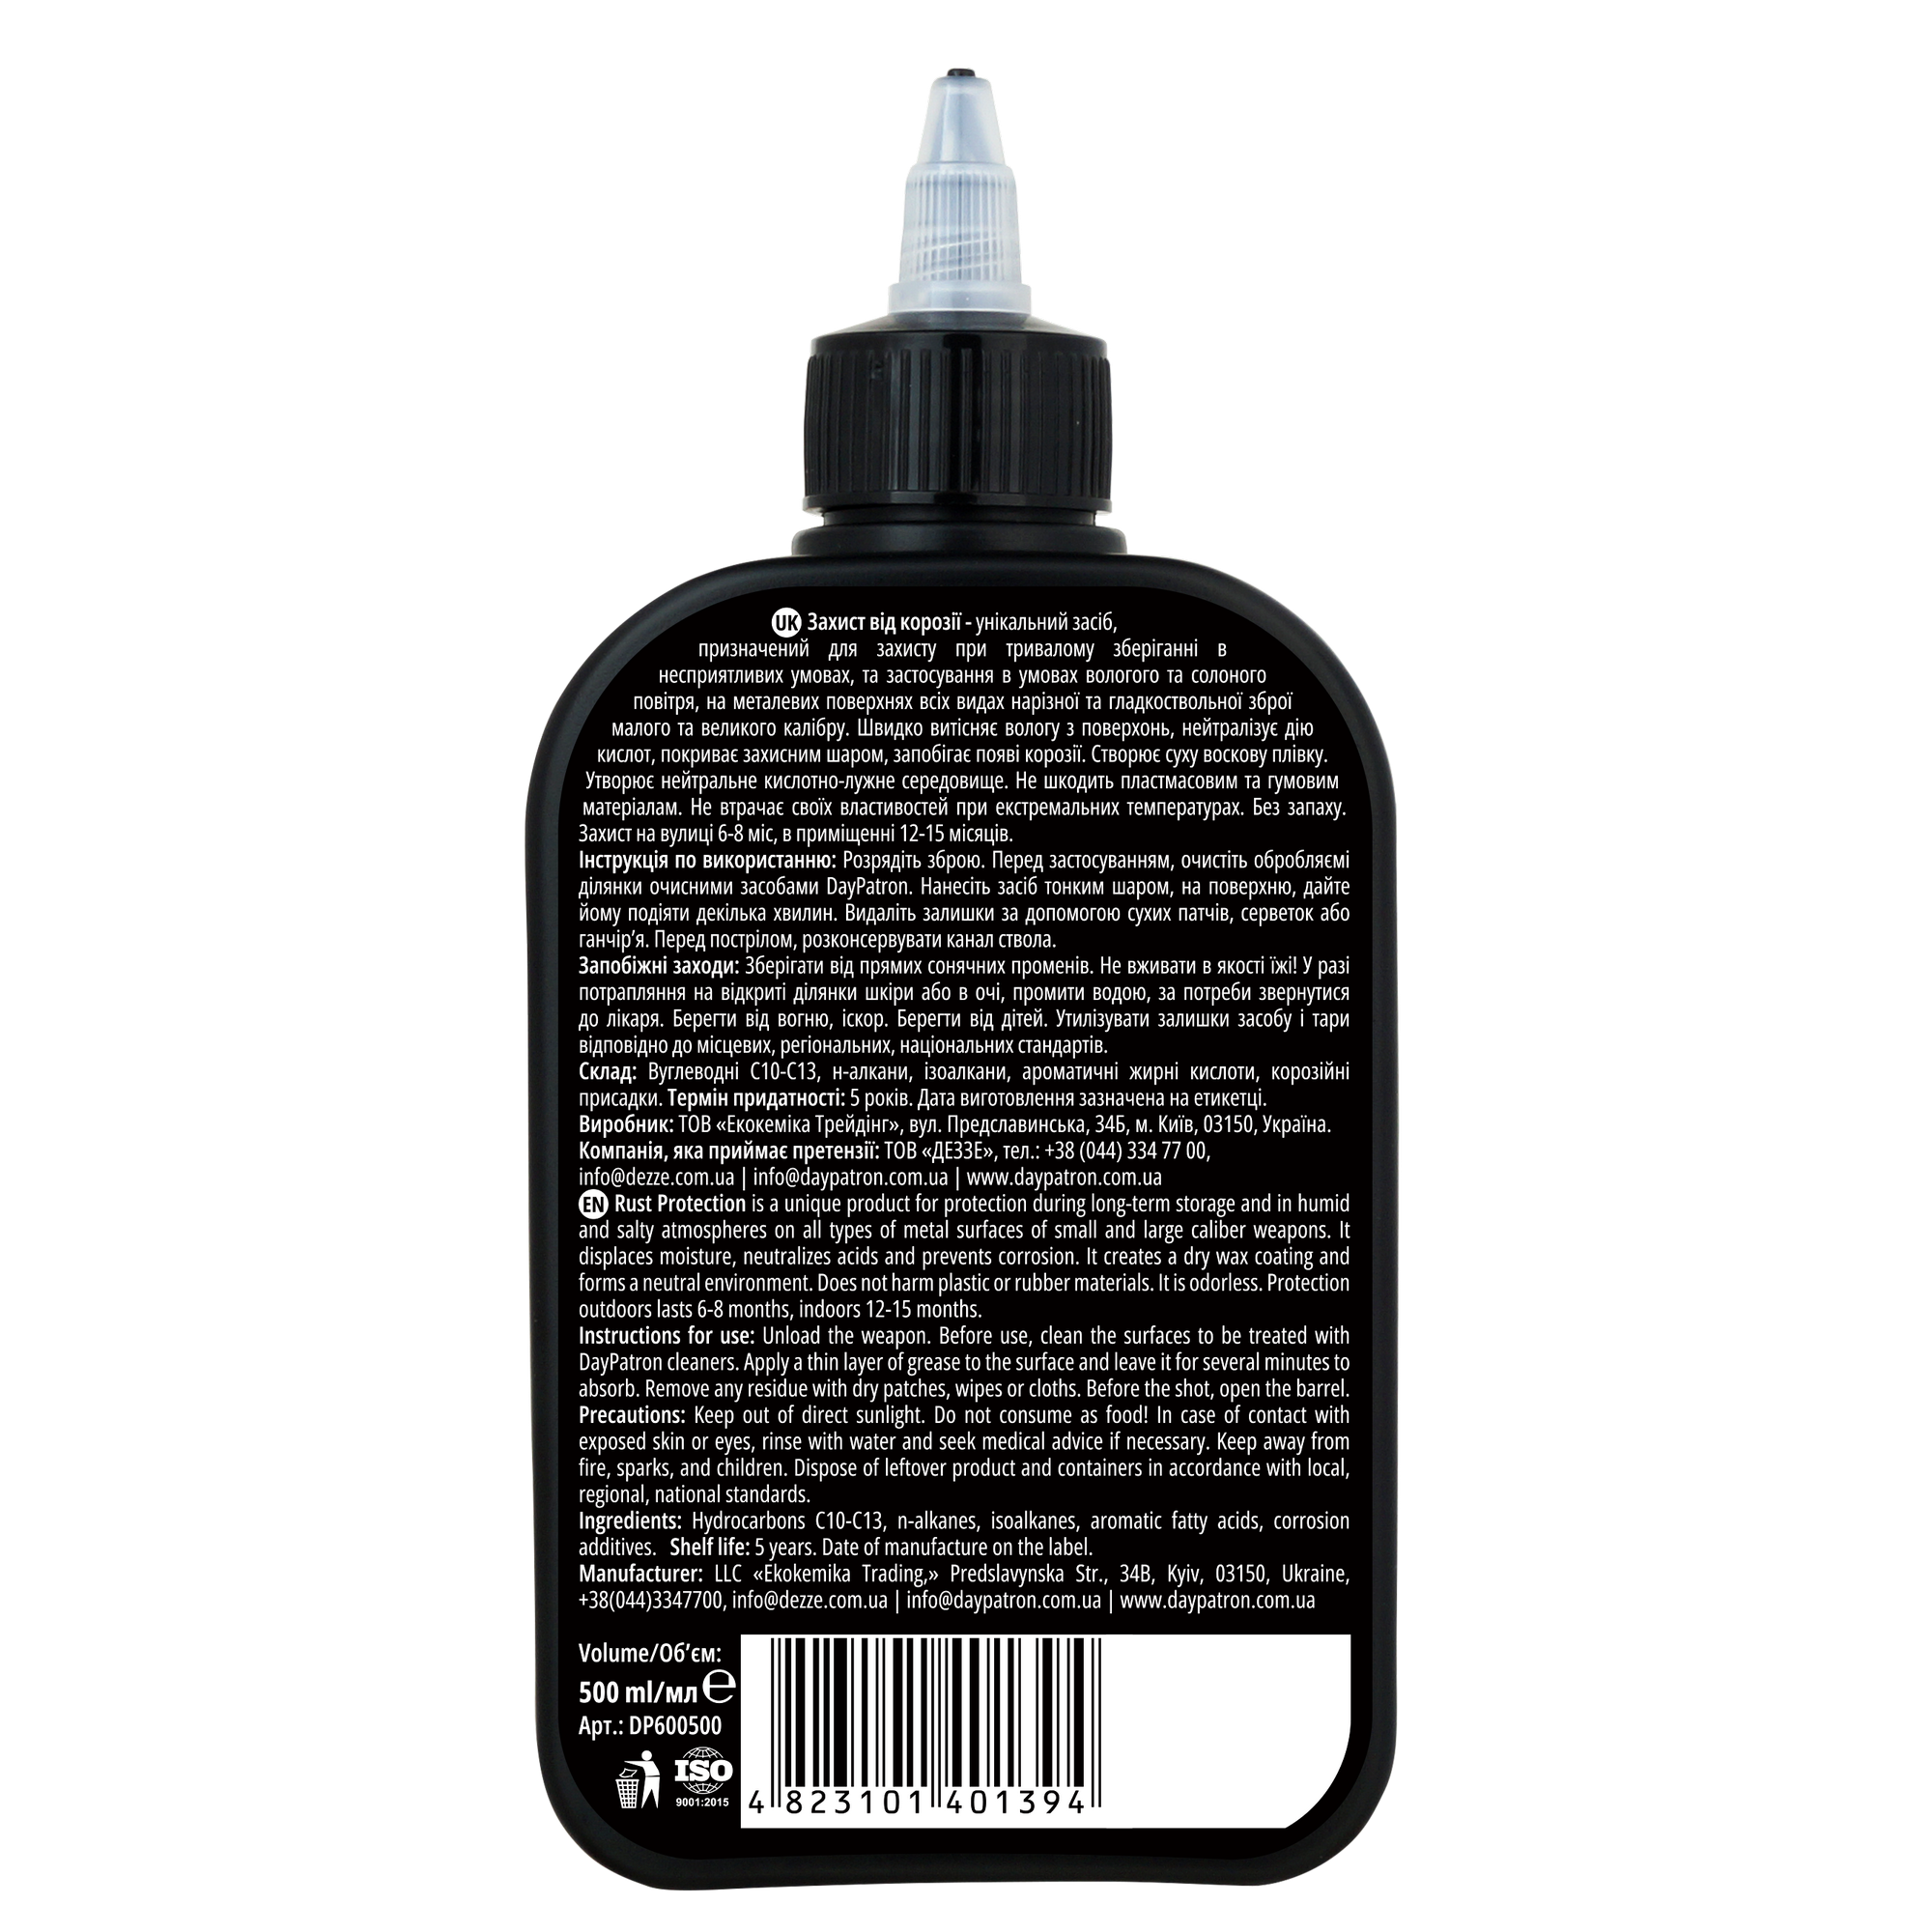 UK Захист від корозії - унікальний засіб,
призначений для захисту при тривалому зберіганні в
несприятливих умовах, та застосування в умовах вологого та солоного
повітря, на металевих поверхнях всіх видах нарізної та гладкоствольної зброї
малого та великого калібру. Швидко витісняє вологу з поверхонь, нейтралізує дію
кислот, покриває захисним шаром, запобігає появі корозії. Створює суху воскову плівку.
Утворює нейтральне кислотно-лужне середовище. Не шкодить пластмасовим та гумовим
матеріалам. Не втрачає своїх властивостей при екстремальних температурах. Без запаху.
Захист на вулиці 6-8 міс, в приміщенні 12-15 місяців.
Інструкція по використанню: Розрядіть зброю. Перед застосуванням, очистіть обробляємі
ділянки очисними засобами DayPatron. Нанесіть засіб тонким шаром, на поверхню, дайте
йому подіяти декілька хвилин. Видаліть залишки за допомогою сухих патчів, серветок або
ганчір’я. Перед пострілом, розконсервувати канал ствола.
Запобіжні заходи: Зберігати від прямих сонячних променів. Не вживати в якості їжі! У разі
потрапляння на відкриті ділянки шкіри або в очі, промити водою, за потреби звернутися
до лікаря. Берегти від вогню, іскор. Берегти від дітей. Утилізувати залишки засобу і тари
відповідно до місцевих, регіональних, національних стандартів.
Склад: Вуглеводні С10-С13, н-алкани, ізоалкани, ароматичні жирні кислоти, корозійні
присадки. Термін придатності: 5 років. Дата виготовлення зазначена на етикетці.
Виробник: ТОВ «Екокеміка Трейдінг», вул. Предславинська, 34Б, м. Київ, 03150, Україна.
Компанія, яка приймає претензії: ТОВ «ДЕЗЗЕ», тел.: +38 (044) 334 77 00,
info@dezze.com.ua | info@daypatron.com.ua | www.daypatron.com.ua
EN Rust Protection is a unique product for protection during long-term storage and in humid
and salty atmospheres on all types of metal surfaces of small and large caliber weapons. It
displaces moisture, neutralizes acids and prevents corrosion. It creates a dry wax coating and
forms a neutral environment. Does not harm plastic or rubber materials. It is odorless. Protection
outdoors lasts 6-8 months, indoors 12-15 months.
Instructions for use: Unload the weapon. Before use, clean the surfaces to be treated with
DayPatron cleaners. Apply a thin layer of grease to the surface and leave it for several minutes to
absorb. Remove any residue with dry patches, wipes or cloths. Before the shot, open the barrel.
Precautions: Keep out of direct sunlight. Do not consume as food! In case of contact with
exposed skin or eyes, rinse with water and seek medical advice if necessary. Keep away from
fire, sparks, and children. Dispose of leftover product and containers in accordance with local,
regional, national standards.
Ingredients: Hydrocarbons C10-C13, n-alkanes, isoalkanes, aromatic fatty acids, corrosion
additives. Shelf life: 5 years. Date of manufacture on the label.
Manufacturer: LLC «Ekokemika Trading,» Predslavynska Str., 34B, Kyiv, 03150, Ukraine,
+38(044)3347700, info@dezze.com.ua | info@daypatron.com.ua | www.daypatron.com.ua
Volume/Об’єм:
500 ml/мл ℮
Арт.: DP600500
ISO
9001:2015
4 823101 401394